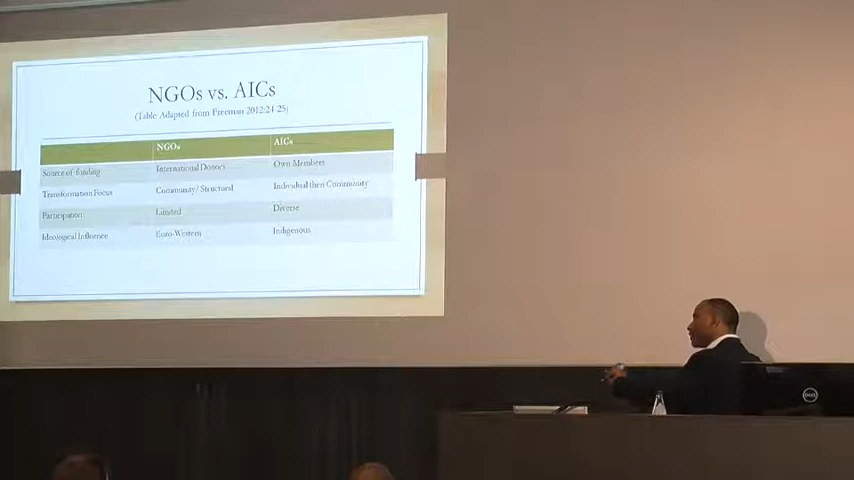 NGOs vs. AICs
(Table Adapted from Freeman 2012:24-25)
NGOs AICs
Source of funding International Donors Own Members
Transformation Focus Community/ Structural Individual then Community
Participation Limited Diverse
Ideological Influence Euro-Western Indigenous
DELL